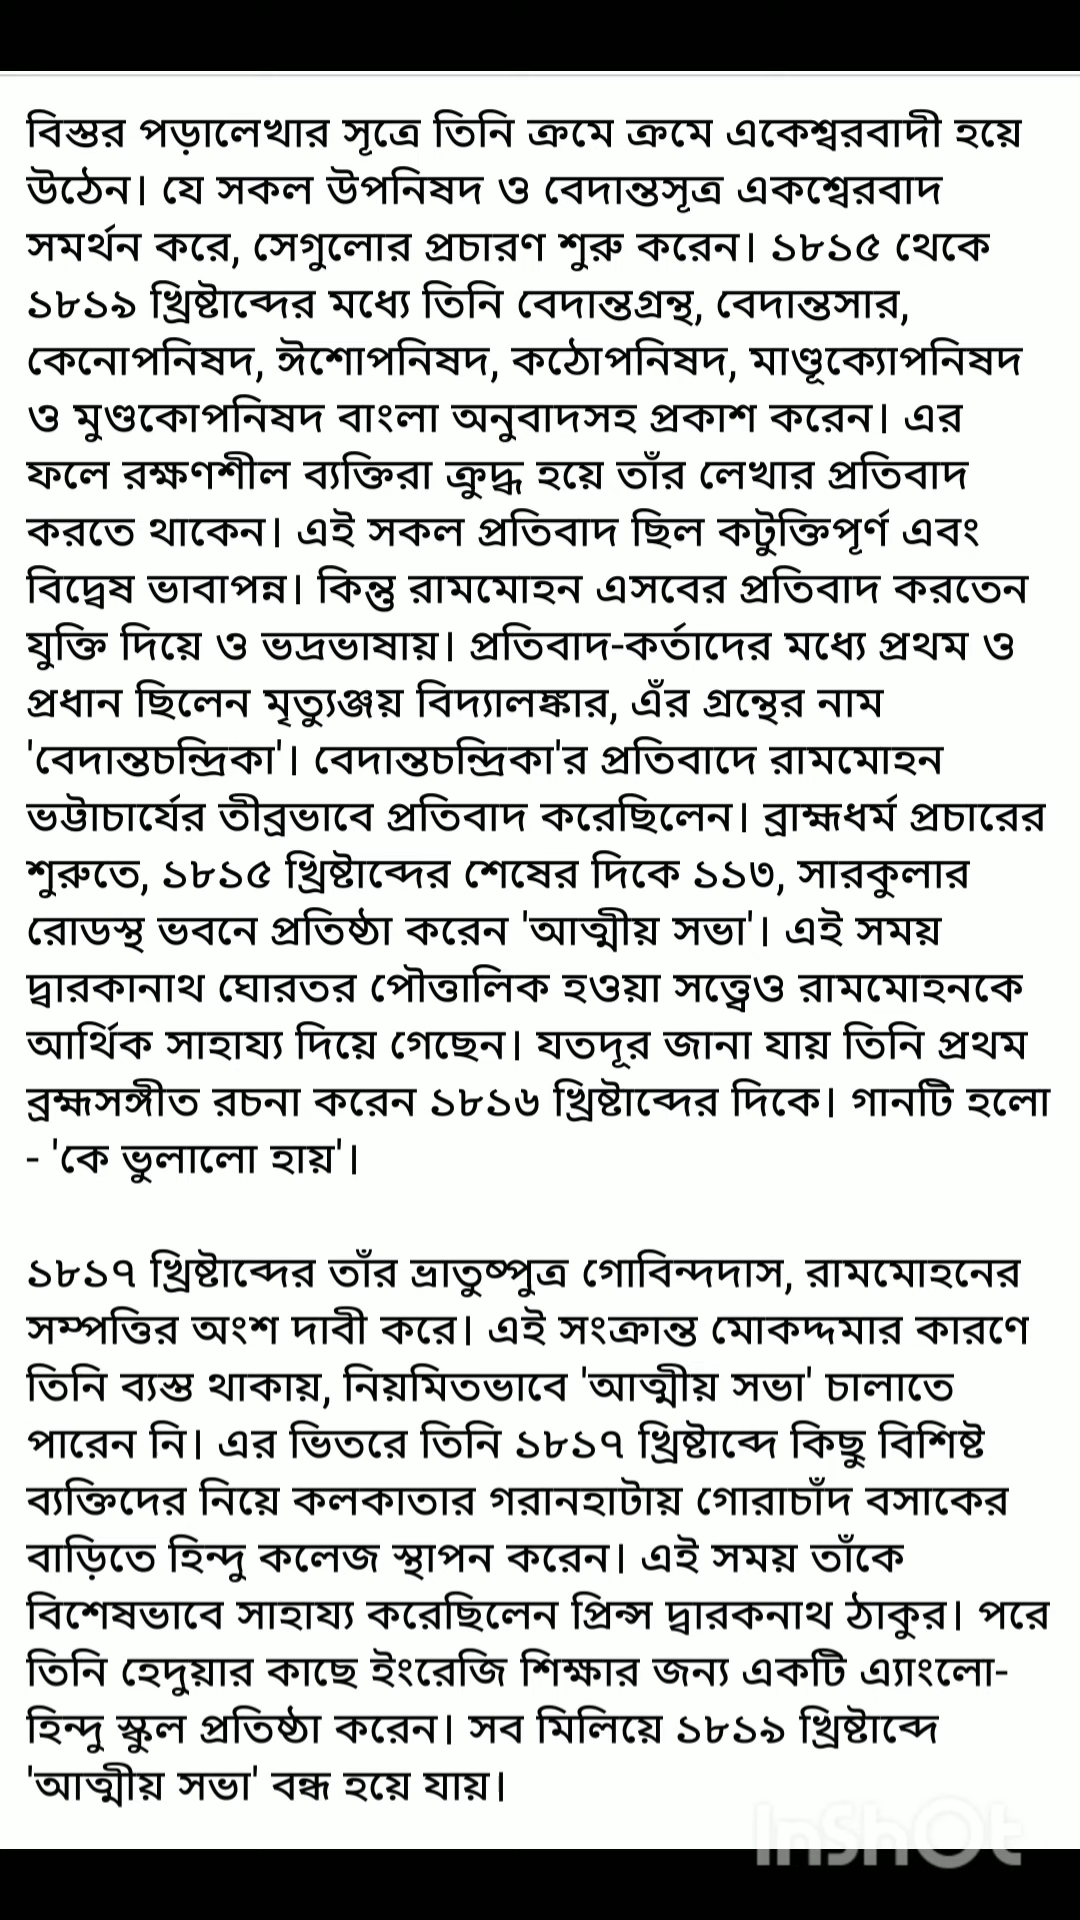 বিস্তর পড়ালেখার সূত্রে তিনি ক্রমে ক্রমে একেশ্বরবাদী হয়ে
উঠেন। যে সকল উপনিষদ ও বেদান্তসূত্র একশ্বেরবাদ
সমর্থন করে, সেগুলোর প্রচারণ শুরু করেন। ১৮১৫ থেকে
১৮১৯ খ্রিষ্টাব্দের মধ্যে তিনি বেদান্তগ্রন্থ, বেদান্তসার,
কেনোপনিষদ, ঈশোপনিষদ, কঠোপনিষদ, মাণ্ডূক্যোপনিষদ
ও মুণ্ডকোপনিষদ বাংলা অনুবাদসহ প্রকাশ করেন। এর
ফলে রক্ষণশীল ব্যক্তিরা ক্রুদ্ধ হয়ে তাঁর লেখার প্রতিবাদ
করতে থাকেন। এই সকল প্রতিবাদ ছিল কটুক্তিপূর্ণ এবং
বিদ্বেষ ভাবাপন্ন। কিন্তু রামমোহন এসবের প্রতিবাদ করতেন
যুক্তি দিয়ে ও ভদ্রভাষায়। প্রতিবাদ-কর্তাদের মধ্যে প্রথম ও
প্রধান ছিলেন মৃত্যুঞ্জয় বিদ্যালঙ্কার, এঁর গ্রন্থের নাম
'বেদান্তচন্দ্রিকা'। বেদান্তচন্দ্রিকা'র প্রতিবাদে রামমোহন
ভট্টাচার্যের তীব্রভাবে প্রতিবাদ করেছিলেন। ব্রাহ্মধর্ম প্রচারের
শুরুতে, ১৮১৫ খ্রিষ্টাব্দের শেষের দিকে ১১৩, সারকুলার
রোডস্থ ভবনে প্রতিষ্ঠা করেন 'আত্মীয় সভা'। এই সময়
দ্বারকানাথ ঘোরতর পৌত্তালিক হওয়া সত্ত্বেও রামমোহনকে
আর্থিক সাহায্য দিয়ে গেছেন। যতদূর জানা যায় তিনি প্রথম
ব্রহ্মসঙ্গীত রচনা করেন ১৮১৬ খ্রিষ্টাব্দের দিকে। গানটি হলো
- 'কে ভুলালো হায়'।
১৮১৭ খ্রিষ্টাব্দের তাঁর ভ্রাতুষ্পুত্র গোবিন্দদাস, রামমোহনের
সম্পত্তির অংশ দাবী করে। এই সংক্রান্ত মোকদ্দমার কারণে
তিনি ব্যস্ত থাকায়, নিয়মিতভাবে 'আত্মীয় সভা' চালাতে
পারেন নি। এর ভিতরে তিনি ১৮১৭ খ্রিষ্টাব্দে কিছু বিশিষ্ট
ব্যক্তিদের নিয়ে কলকাতার গরানহাটায় গোরাচাঁদ বসাকের
বাড়িতে হিন্দু কলেজ স্থাপন করেন। এই সময় তাঁকে
বিশেষভাবে সাহায্য করেছিলেন প্রিন্স দ্বারকনাথ ঠাকুর। পরে
তিনি হেদুয়ার কাছে ইংরেজি শিক্ষার জন্য একটি এ্যাংলো-
হিন্দু স্কুল প্রতিষ্ঠা করেন। সব মিলিয়ে ১৮১৯ খ্রিষ্টাব্দে
'আত্মীয় সভা' বন্ধ হয়ে যায়।
InShOt